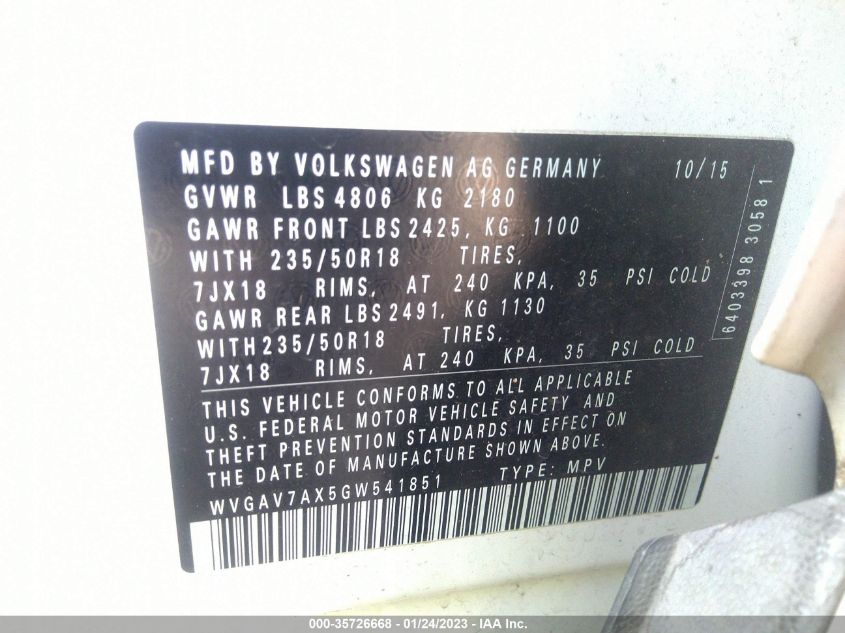 MFD BY VOLKSWAGEN AG GERMANY 10/15
GVWR LBS 4806 KG 2180
GAWR FRONT LBS 2425, KG 1100
WITH 235/50R18 TIRES,
7JX18 RIMS, AT 240 KPA, 35 PSI COLD
GAWR REAR LBS 2491, KG 1130
WITH 235/50R18 TIRES,
7JX18 RIMS, AT 240 KPA, 35 PSI COLD
THIS VEHICLE CONFORMS TO ALL APPLICABLE
U.S. FEDERAL MOTOR VEHICLE SAFETY AND
THEFT PREVENTION STANDARDS IN EFFECT ON
THE DATE OF MANUFACTURE SHOWN ABOVE.
WVGAV7AX5GW541851 TYPE: MPV
6403398 3058 1
000-35726668 - 01/24/2023 - IAA Inc.